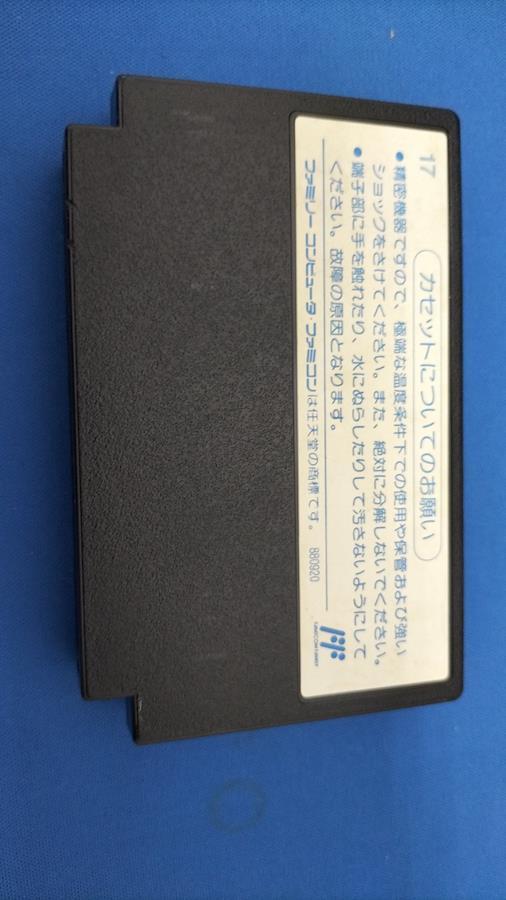 17
カセットについてのお願い
●精密機器ですので、極端な温度条件下での使用や保管および強い
ショックをさけてください。また、絶対に分解しないでください。
●端子部に手を触れたり、水にぬらしたりして汚さないようにして
ください。故障の原因となります。
ファミリーコンピュータ・ファミコンは任天堂の商標です。 880920